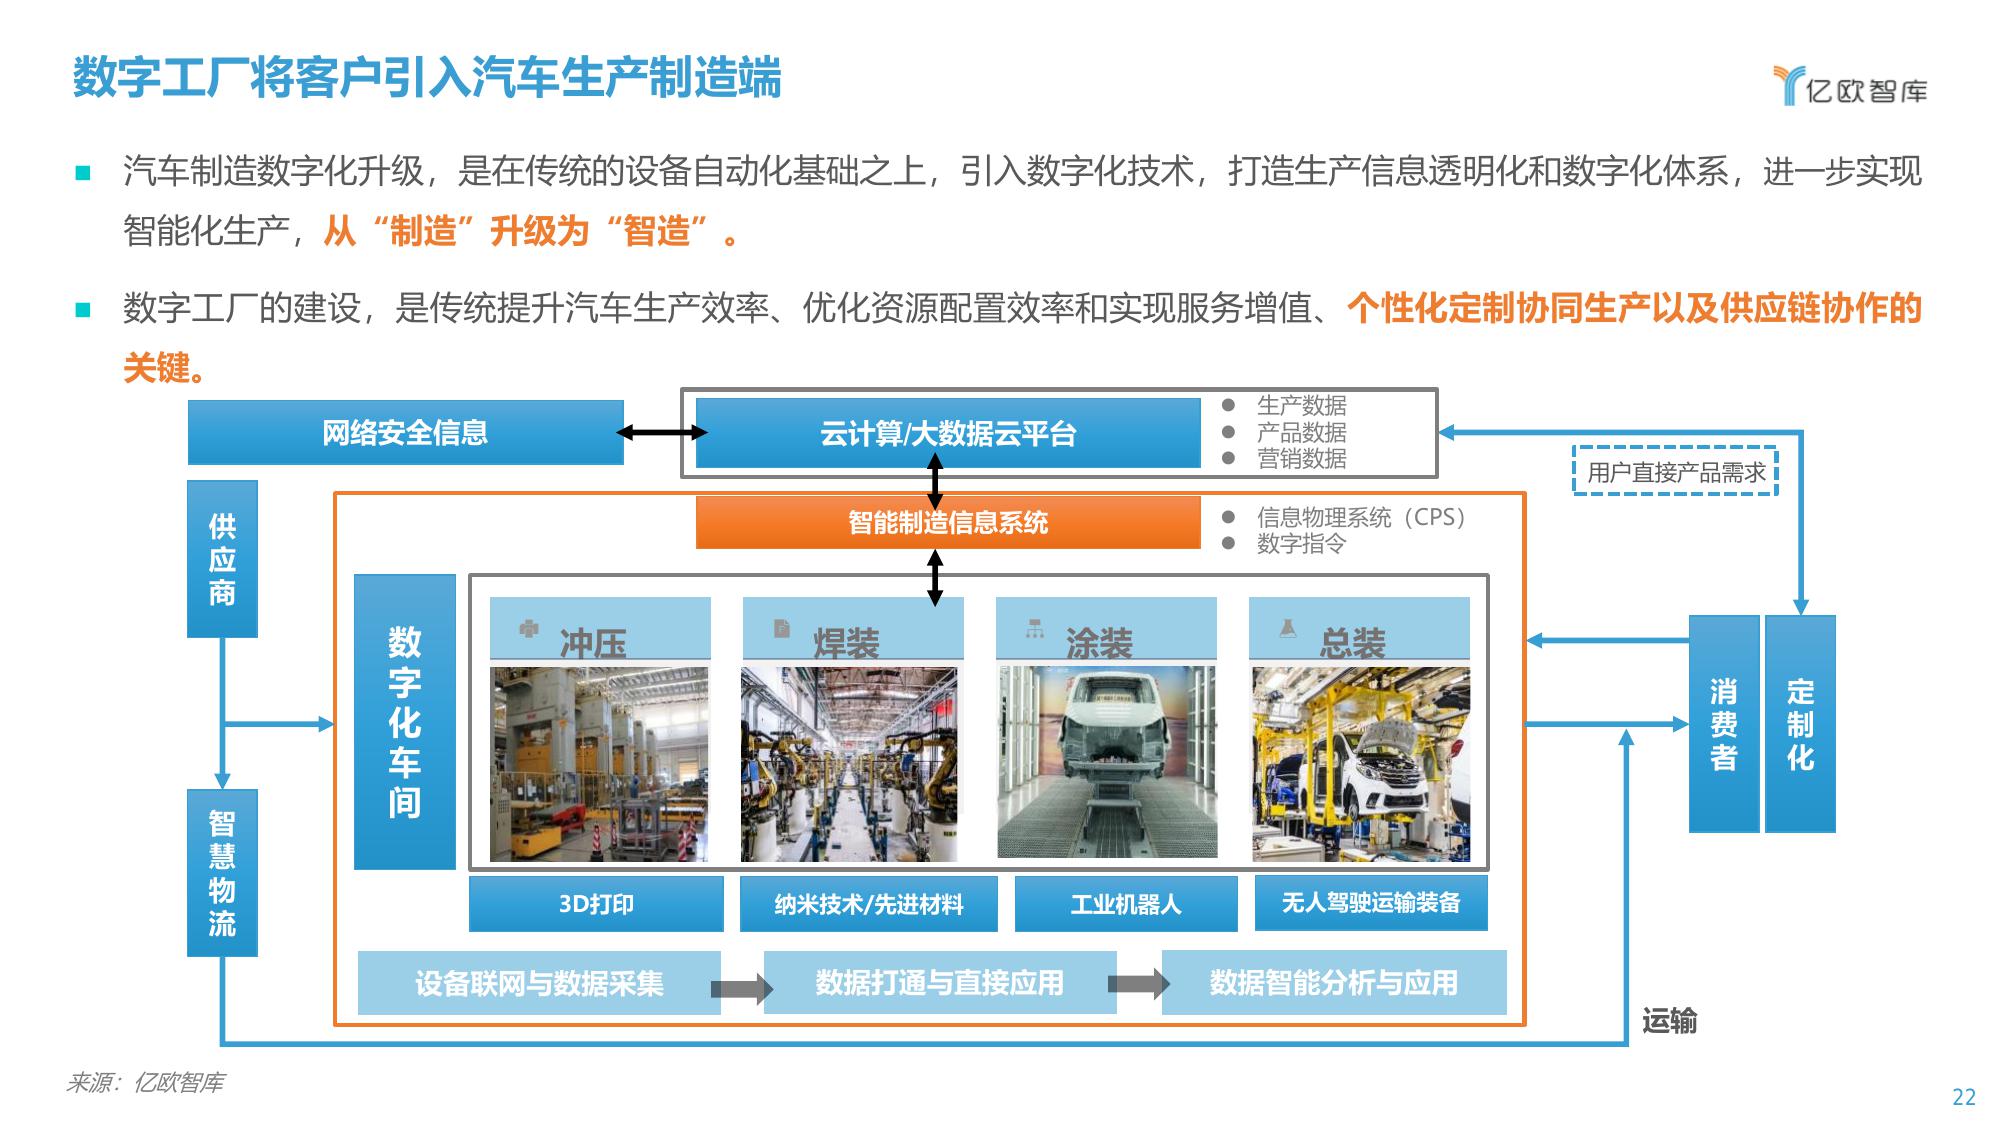 数字工厂将客户引入汽车生产制造端
亿欧智库
汽车制造数字化升级，是在传统的设备自动化基础之上，引入数字化技术，打造生产信息透明化和数字化体系，进一步实现
智能化生产，从“制造”升级为“智造”。
数字工厂的建设，是传统提升汽车生产效率、优化资源配置效率和实现服务增值、个性化定制协同生产以及供应链协作的
关键。
网络安全信息
云计算/大数据云平台
生产数据
产品数据
营销数据
用户直接产品需求
供应商
智能制造信息系统
信息物理系统（CPS）
数字指令
数字化车间
冲压
焊装
涂装
总装
消费者
定制化
智慧物流
3D打印
纳米技术/先进材料
工业机器人
无人驾驶运输装备
设备联网与数据采集
数据打通与直接应用
数据智能分析与应用
运输
来源：亿欧智库
22